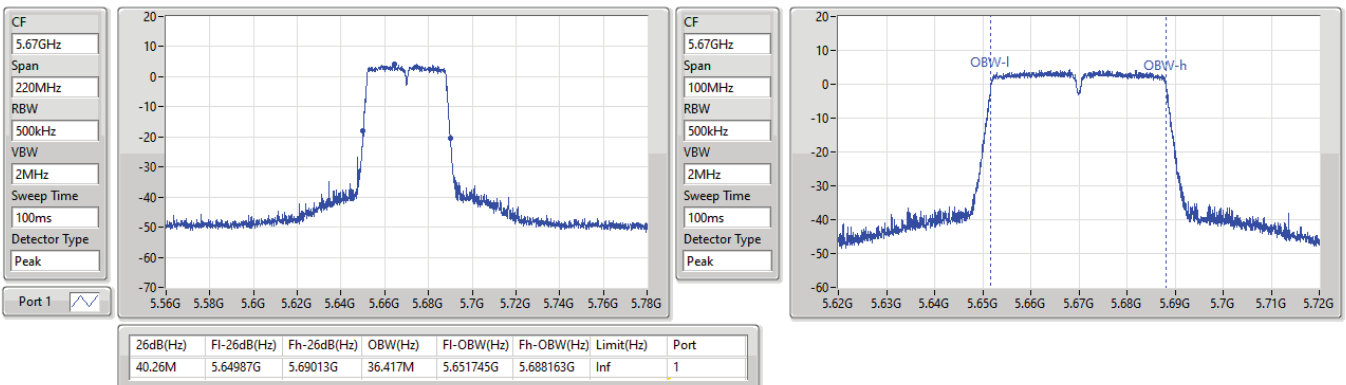 CF
5.67GHz
Span
220MHz
RBW
500kHz
VBW
2MHz
Sweep Time
100ms
Detector Type
Peak
Port 1
20-
10-
0-
-10-
-20-
-30-
-40-
-50-
-60-
-70-
5.56G 5.58G 5.6G 5.62G 5.64G 5.66G 5.68G 5.7G 5.72G 5.74G 5.76G 5.78G
CF
5.67GHz
Span
100MHz
RBW
500kHz
VBW
2MHz
Sweep Time
100ms
Detector Type
Peak
20-
10-
0-
-10-
-20-
-30-
-40-
-50-
-60-
OBW-l OBW-h
5.62G 5.63G 5.64G 5.65G 5.66G 5.67G 5.68G 5.69G 5.7G 5.71G 5.72G
26dB(Hz) Fl-26dB(Hz) Fh-26dB(Hz) OBW(Hz) Fl-OBW(Hz) Fh-OBW(Hz) Limit(Hz) Port
40.26M 5.64987G 5.69013G 36.417M 5.651745G 5.688163G Inf 1